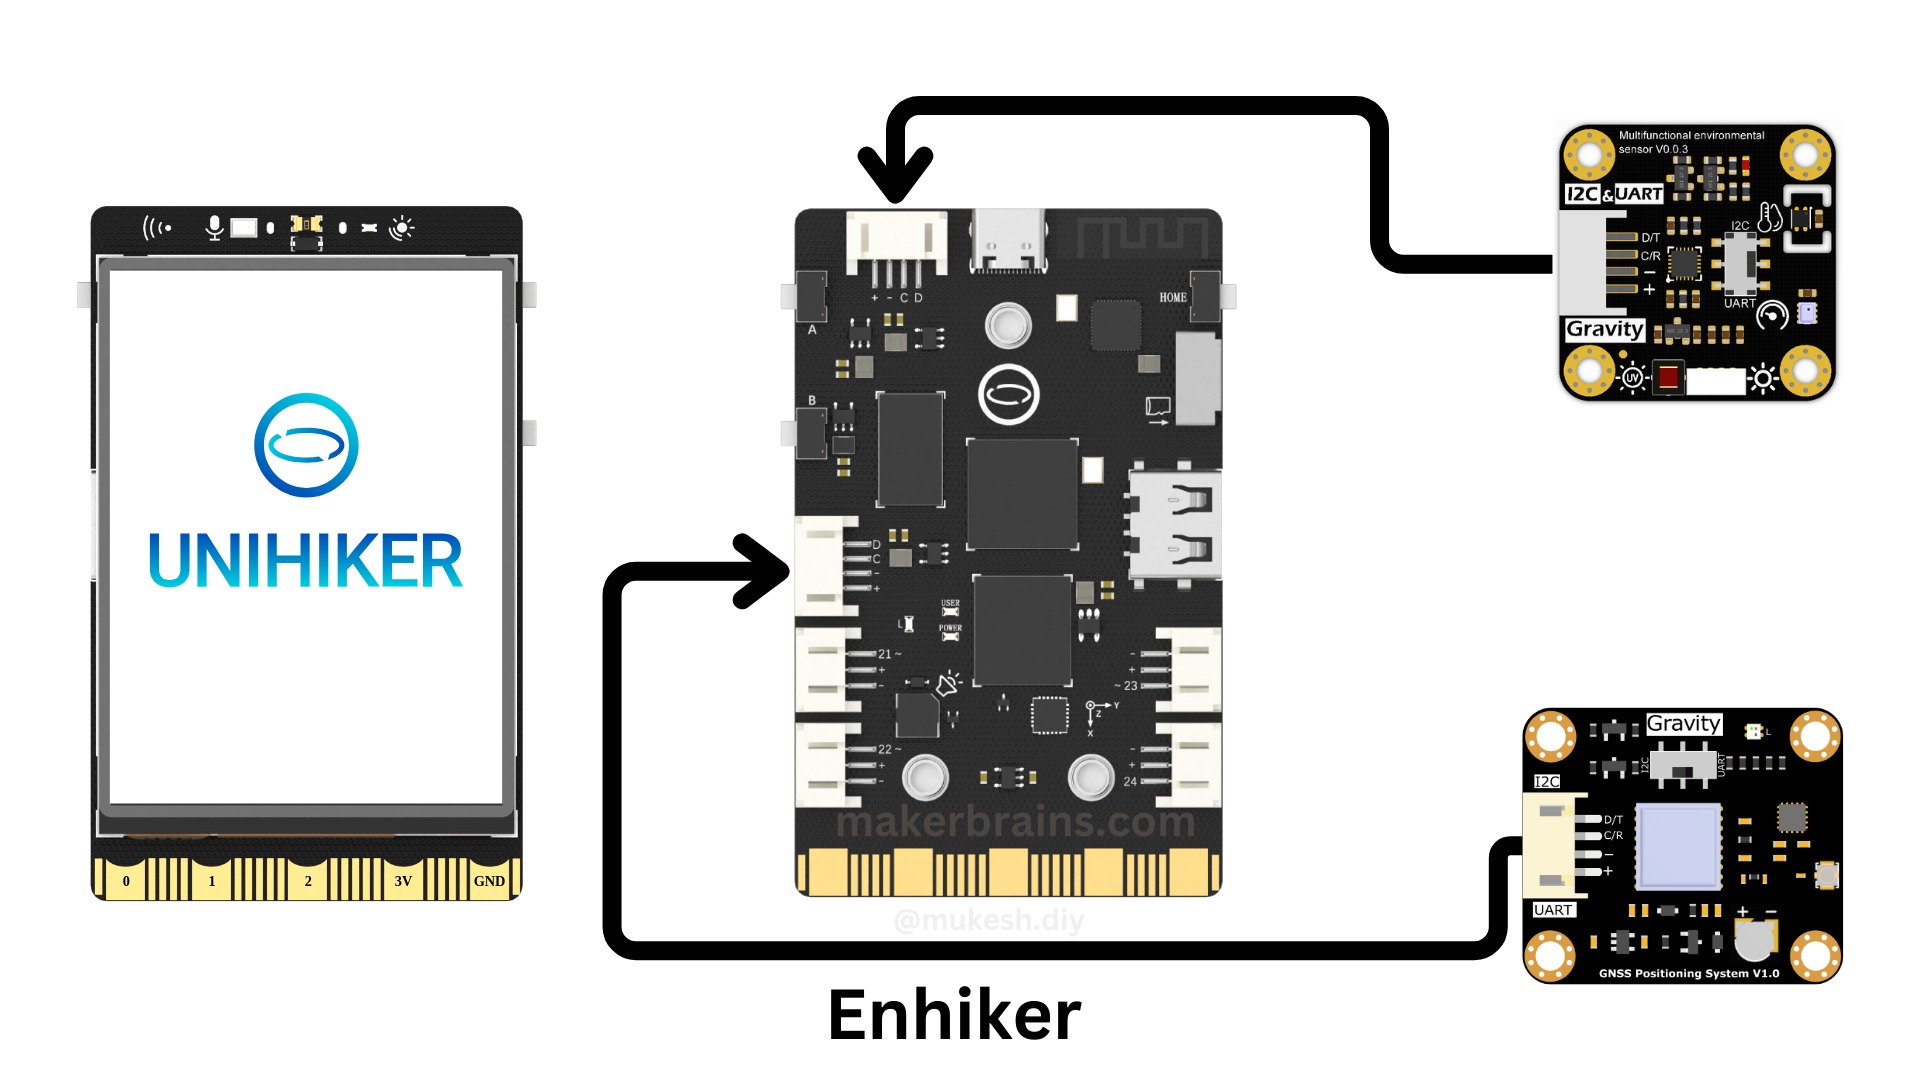 UNIHIKER
0 1 2 3V GND
+ - C D
A
HOME
B
D
C
-
+
USER
L
POWER
21 ~
+
-
-
+
~ 23
Y
Z
X
22 ~
+
-
-
+
24
makerbrains.com
@mukesh.diy
Multifunctional environmental
sensor V0.0.3
I2C & UART
D/T
C/R
-
+
I2C
UART
Gravity
UV
Gravity
L
I2C
UART
I2C
D/T
C/R
-
+
UART
+ -
GNSS Positioning System V1.0
Enhiker